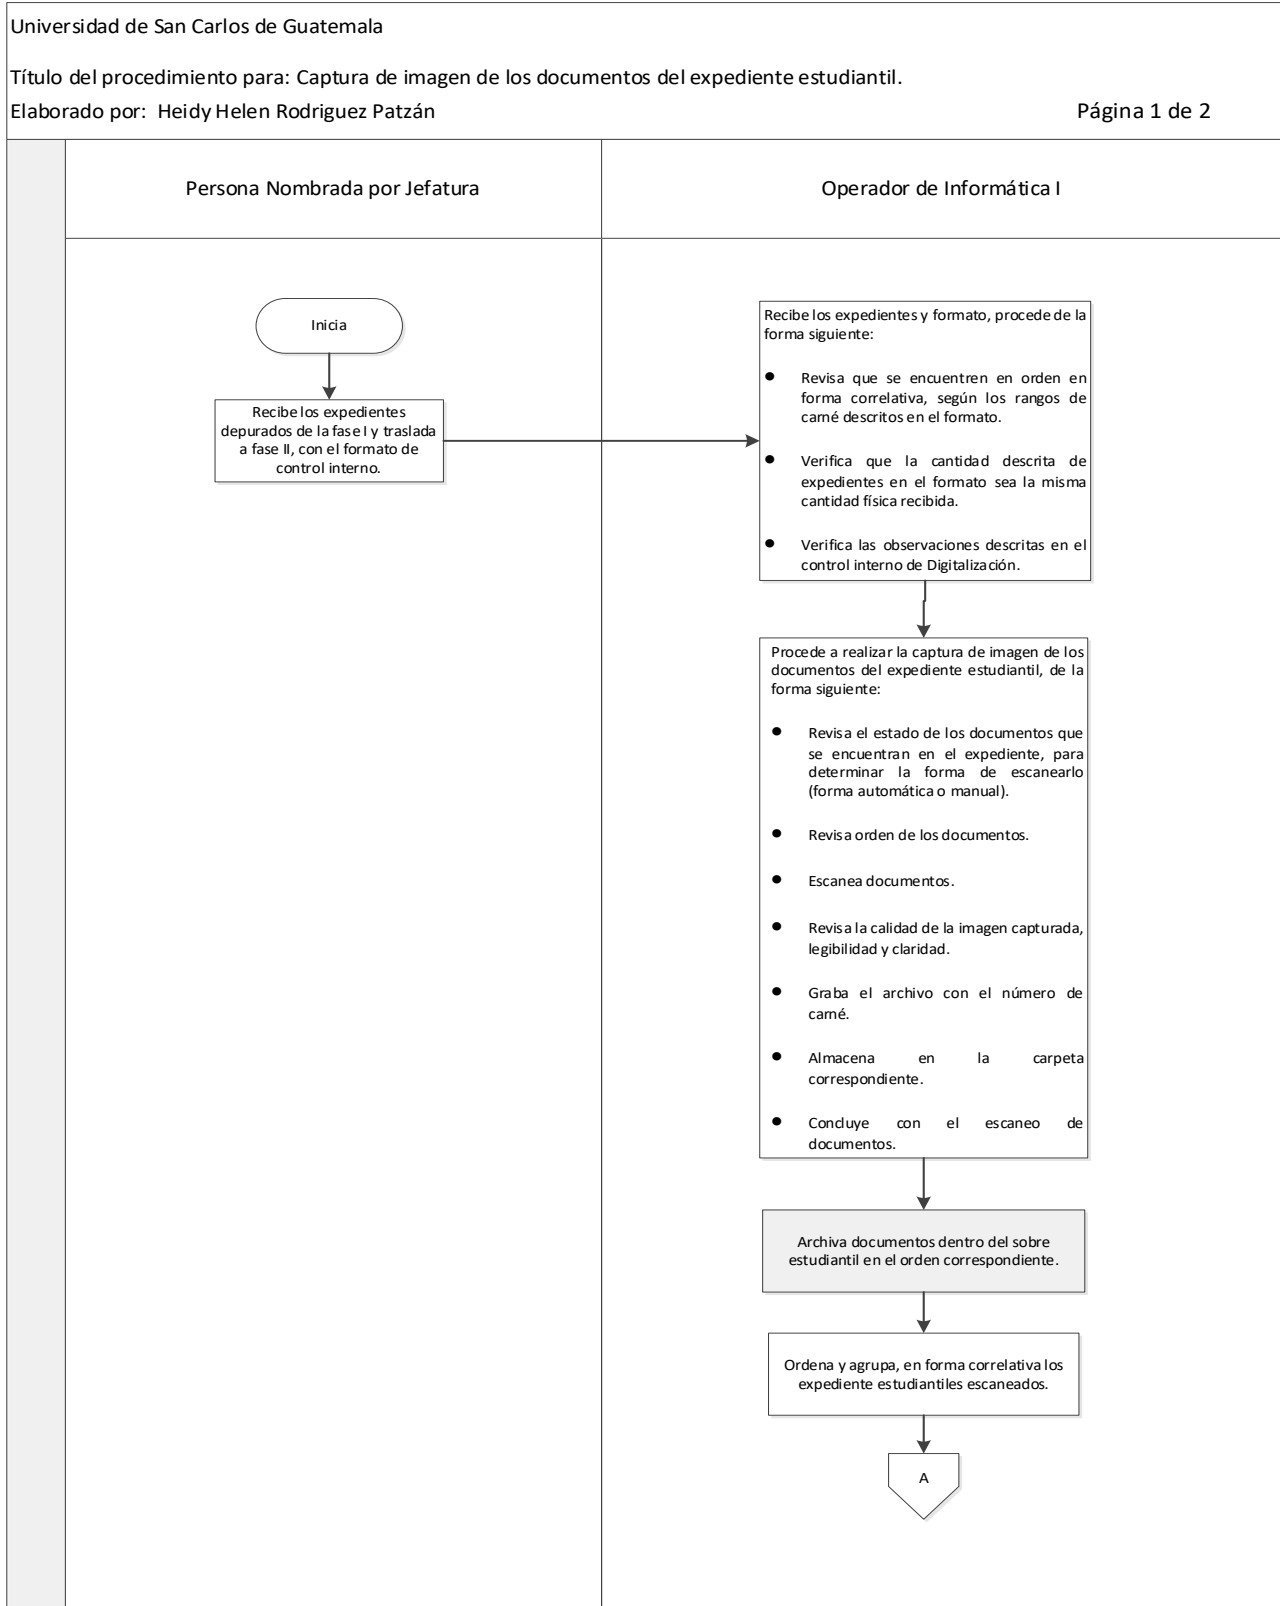 Universidad de San Carlos de Guatemala
Título del procedimiento para: Captura de imagen de los documentos del expediente estudiantil.
Elaborado por: Heidy Helen Rodriguez Patzán
Página 1 de 2
Persona Nombrada por Jefatura
Operador de Informática I
Inicia
Recibe los expedientes
depurados de la fase I y traslada
a fase II, con el formato de
control interno.
Recibe los expedientes y formato, procede de la
forma siguiente:
● Revisa que se encuentren en orden en
forma correlativa, según los rangos de
carné descritos en el formato.
● Verifica que la cantidad descrita de
expedientes en el formato sea la misma
cantidad física recibida.
● Verifica las observaciones descritas en el
control interno de Digitalización.
Procede a realizar la captura de imagen de los
documentos del expediente estudiantil, de la
forma siguiente:
● Revisa el estado de los documentos que
se encuentran en el expediente, para
determinar la forma de escanearlo
(forma automática o manual).
● Revisa orden de los documentos.
● Escanea documentos.
● Revisa la calidad de la imagen capturada,
legibilidad y claridad.
● Graba el archivo con el número de
carné.
● Almacena en la carpeta
correspondiente.
● Concluye con el escaneo de
documentos.
Archiva documentos dentro del sobre
estudiantil en el orden correspondiente.
Ordena y agrupa, en forma correlativa los
expediente estudiantiles escaneados.
A